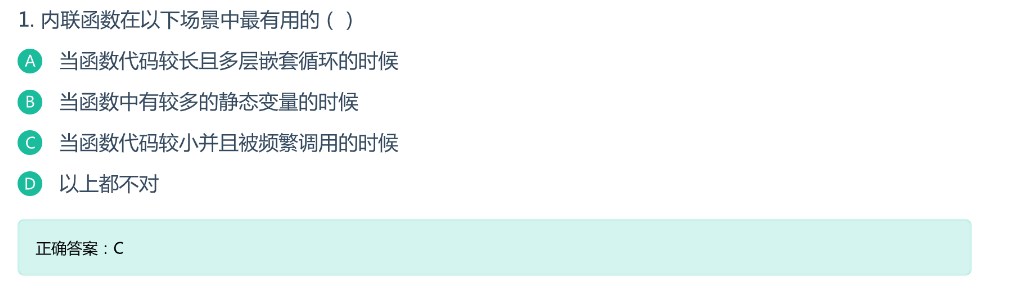 1. 内联函数在以下场景中最有用的 ( )
A 当函数代码较长且多层嵌套循环的时候
B 当函数中有较多的静态变量的时候
C 当函数代码较小并且被频繁调用的时候
D 以上都不对
正确答案：C